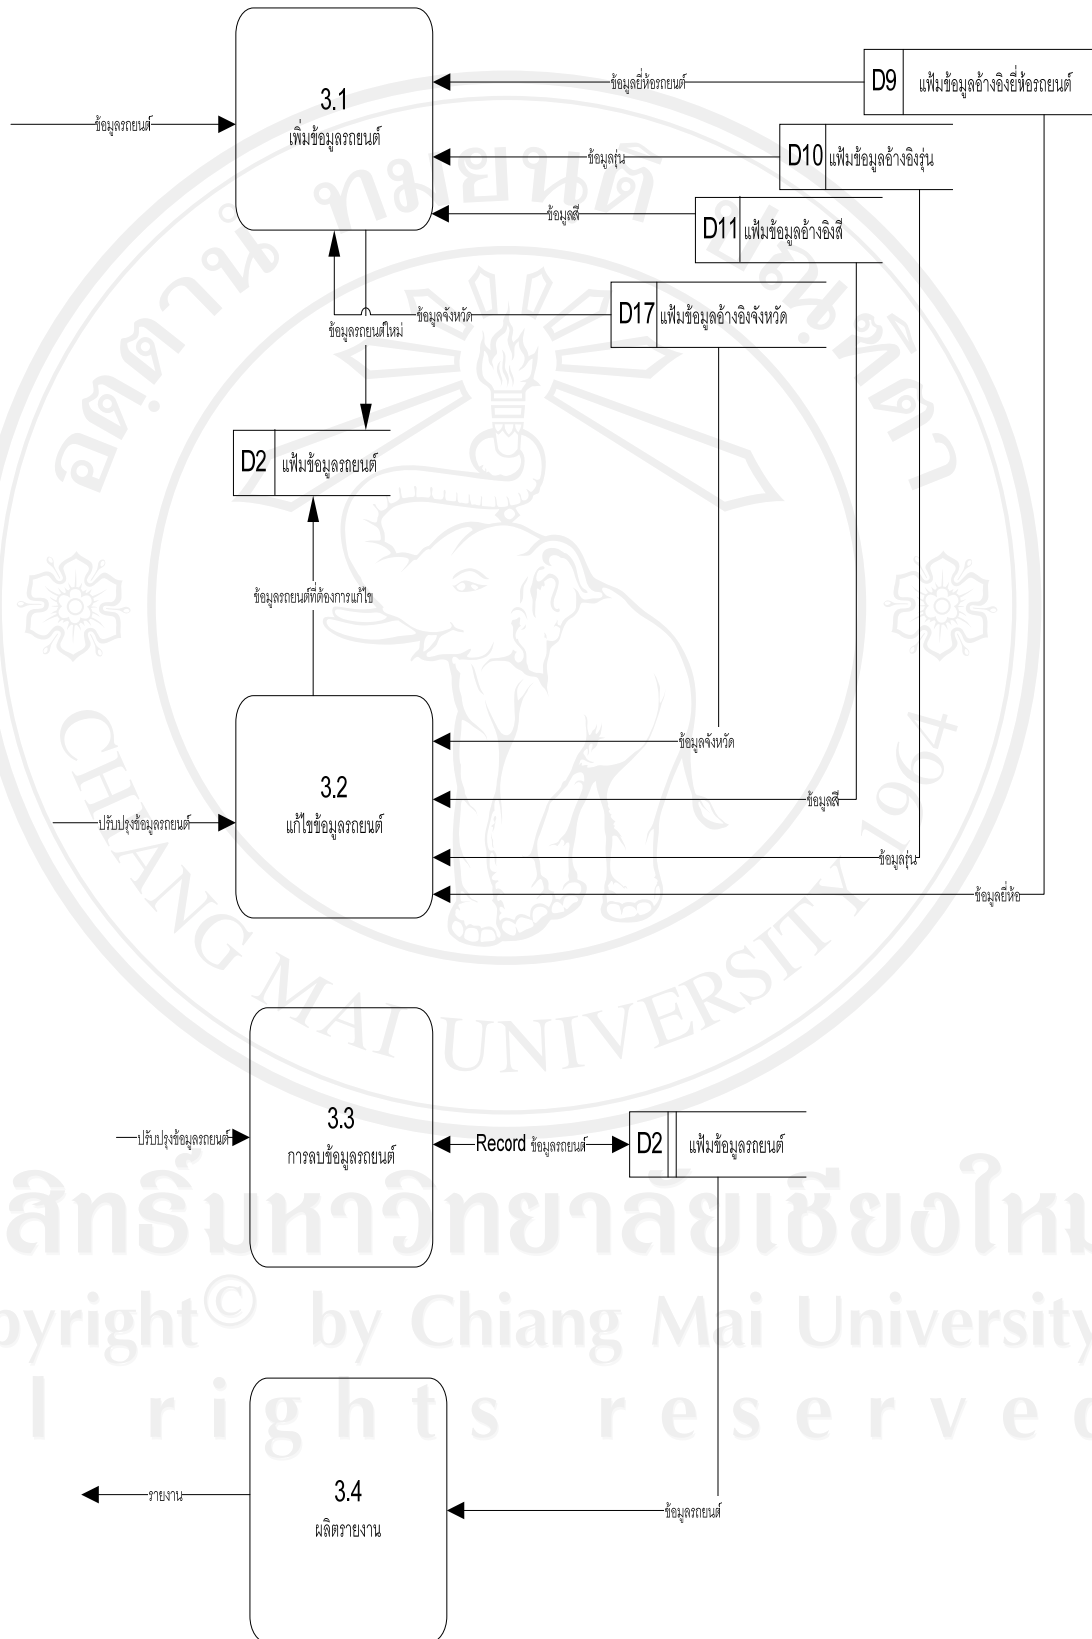 3.1
เพิ่มข้อมูลรถยนต์
ข้อมูลรถยนต์
ข้อมูลยี่ห้อรถยนต์
D9 แฟ้มข้อมูลอ้างอิงยี่ห้อรถยนต์
ข้อมูลรุ่น
D10 แฟ้มข้อมูลอ้างอิงรุ่น
ข้อมูลสี
D11 แฟ้มข้อมูลอ้างอิงสี
ข้อมูลจังหวัด
D17 แฟ้มข้อมูลอ้างอิงจังหวัด
ข้อมูลรถยนต์ใหม่
D2 แฟ้มข้อมูลรถยนต์
ข้อมูลรถยนต์ที่ต้องการแก้ไข
3.2
แก้ไขข้อมูลรถยนต์
ปรับปรุงข้อมูลรถยนต์
ข้อมูลจังหวัด
ข้อมูลสี
ข้อมูลรุ่น
ข้อมูลยี่ห้อ
CHIANG MAI UNIVERSITY 1964
3.3
การลบข้อมูลรถยนต์
ปรับปรุงข้อมูลรถยนต์
Record ข้อมูลรถยนต์
D2 แฟ้มข้อมูลรถยนต์
สิทธิ์มหาวิทยาลัยเชียงใหม
pyright© by Chiang Mai University
l rights reserved
3.4
ผลิตรายงาน
รายงาน
ข้อมูลรถยนต์